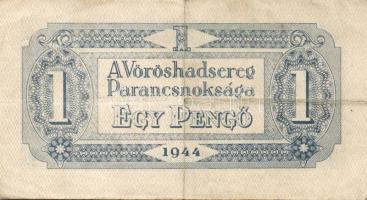 1
A Vöröshadsereg
1 Parancsnoksága 1
EGY PENGŐ
1944